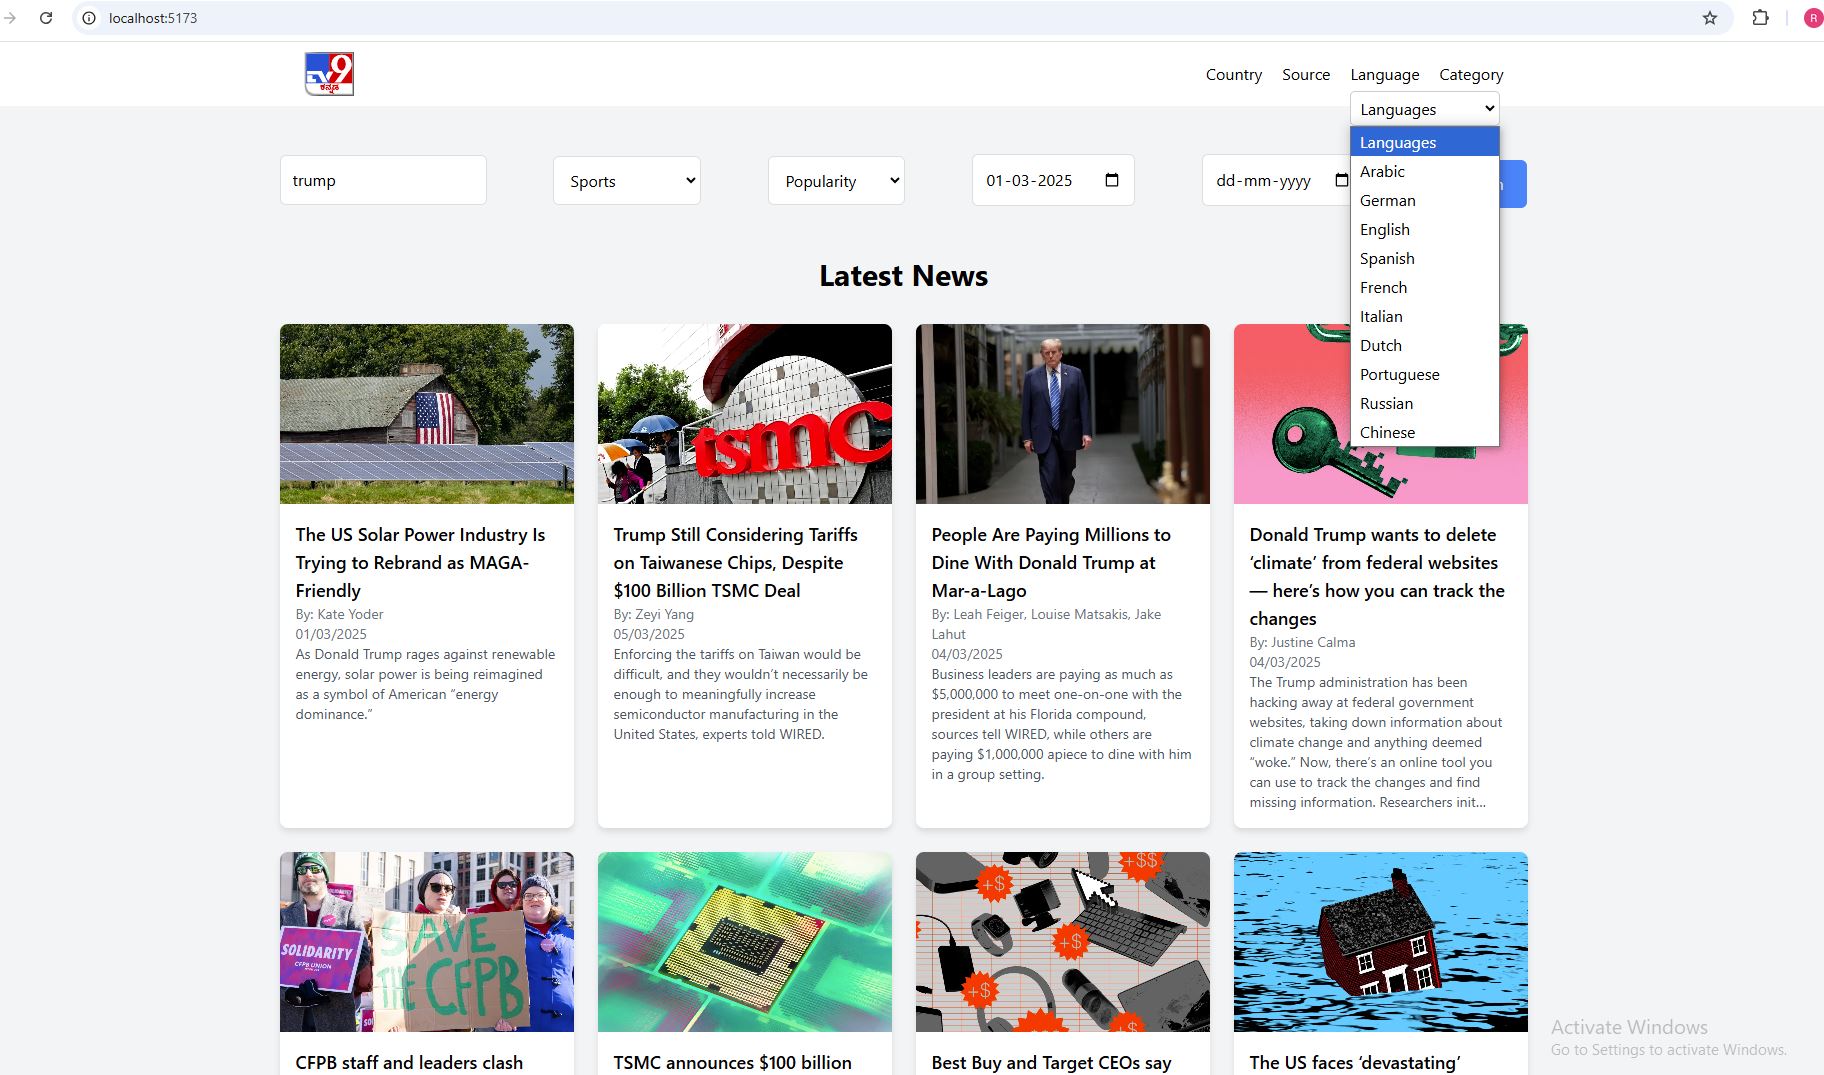 localhost:5173
R
TV9
ಕನ್ನಡ
Country Source Language Category
Languages
Languages
Arabic
German
English
Spanish
French
Italian
Dutch
Portuguese
Russian
Chinese
trump
Sports
Popularity
01-03-2025
dd-mm-yyyy
Latest News
tsmc
The US Solar Power Industry Is
Trying to Rebrand as MAGA-
Friendly
By: Kate Yoder
01/03/2025
As Donald Trump rages against renewable
energy, solar power is being reimagined
as a symbol of American “energy
dominance.”
Trump Still Considering Tariffs
on Taiwanese Chips, Despite
$100 Billion TSMC Deal
By: Zeyi Yang
05/03/2025
Enforcing the tariffs on Taiwan would be
difficult, and they wouldn’t necessarily be
enough to meaningfully increase
semiconductor manufacturing in the
United States, experts told WIRED.
People Are Paying Millions to
Dine With Donald Trump at
Mar-a-Lago
By: Leah Feiger, Louise Matsakis, Jake
Lahut
04/03/2025
Business leaders are paying as much as
$5,000,000 to meet one-on-one with the
president at his Florida compound,
sources tell WIRED, while others are
paying $1,000,000 apiece to dine with him
in a group setting.
Donald Trump wants to delete
‘climate’ from federal websites
— here’s how you can track the
changes
By: Justine Calma
04/03/2025
The Trump administration has been
hacking away at federal government
websites, taking down information about
climate change and anything deemed
“woke.” Now, there’s an online tool you
can use to track the changes and find
missing information. Researchers init…
SOLIDARITY
SOLIDARITY
CFPB UNION
SAVE
THE CFPB
+$
+$$
+$
+$
+$
CFPB staff and leaders clash
TSMC announces $100 billion
Best Buy and Target CEOs say
The US faces ‘devastating’
Activate Windows
Go to Settings to activate Windows.